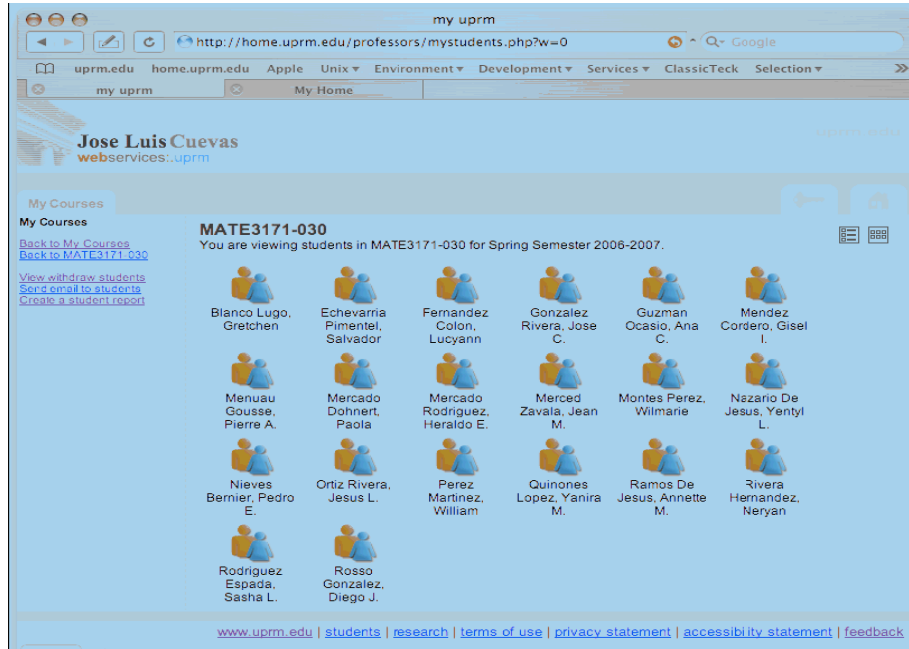 my uprm
http://home.uprm.edu/professors/mystudents.php?w=0
Google
uprm.edu home.uprm.edu Apple Unix Environment Development Services ClassicTeck Selection
my uprm My Home
Jose Luis Cuevas
webservices:.uprm
My Courses
My Courses
Back to My Courses
Back to MATE3171-030
View withdraw students
Send email to students
Create a student report
MATE3171-030
You are viewing students in MATE3171-030 for Spring Semester 2006-2007.
Blanco Lugo,
Gretchen
Echevarria
Pimentel,
Salvador
Fernandez
Colon,
Lucyann
Gonzalez
Rivera, Jose
C.
Guzman
Ocasio, Ana
C.
Mendez
Cordero, Gisel
I.
Menuau
Gousse,
Pierre A.
Mercado
Dohnert,
Paola
Mercado
Rodriguez,
Heraldo E.
Merced
Zavala, Jean
M.
Montes Perez,
Wilmarie
Nazario De
Jesus, Yentyl
L.
Nieves
Bernier, Pedro
E.
Ortiz Rivera,
Jesus L.
Perez
Martinez,
William
Quinones
Lopez, Yanira
M.
Ramos De
Jesus, Annette
M.
Rivera
Hernandez,
Neryan
Rodriguez
Espada,
Sasha L.
Rosso
Gonzalez,
Diego J.
www.uprm.edu | students | research | terms of use | privacy statement | accessibility statement | feedback